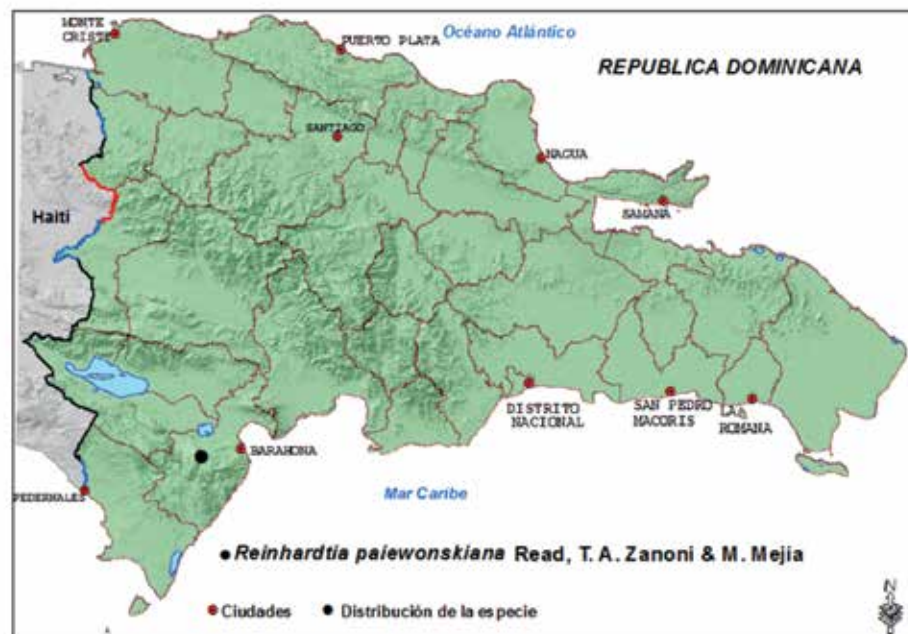 MONTE
CRISTI
PUERTO PLATA
Océano Atlántico
REPUBLICA DOMINICANA
SANTIAGO
NAGUA
SAMANA
Haití
DISTRITO
NACIONAL
SAN PEDRO
MACORIS
LA
ROMANA
BARAHONA
PEDERNALES
Mar Caribe
Reinhardtia paiewonskiana Read, T. A. Zanoni & M. Mejia
Ciudades
Distribución de la especie
N